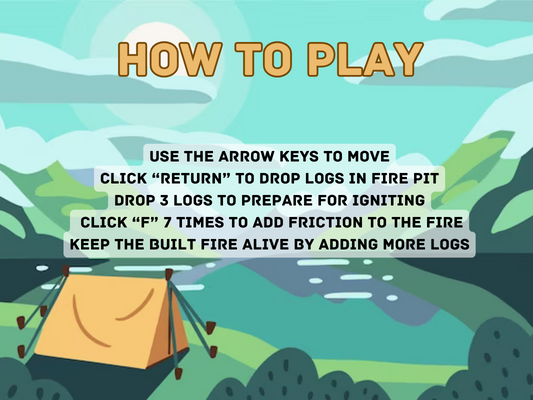 HOW TO PLAY
USE THE ARROW KEYS TO MOVE
CLICK “RETURN” TO DROP LOGS IN FIRE PIT
DROP 3 LOGS TO PREPARE FOR IGNITING
CLICK “F” 7 TIMES TO ADD FRICTION TO THE FIRE
KEEP THE BUILT FIRE ALIVE BY ADDING MORE LOGS